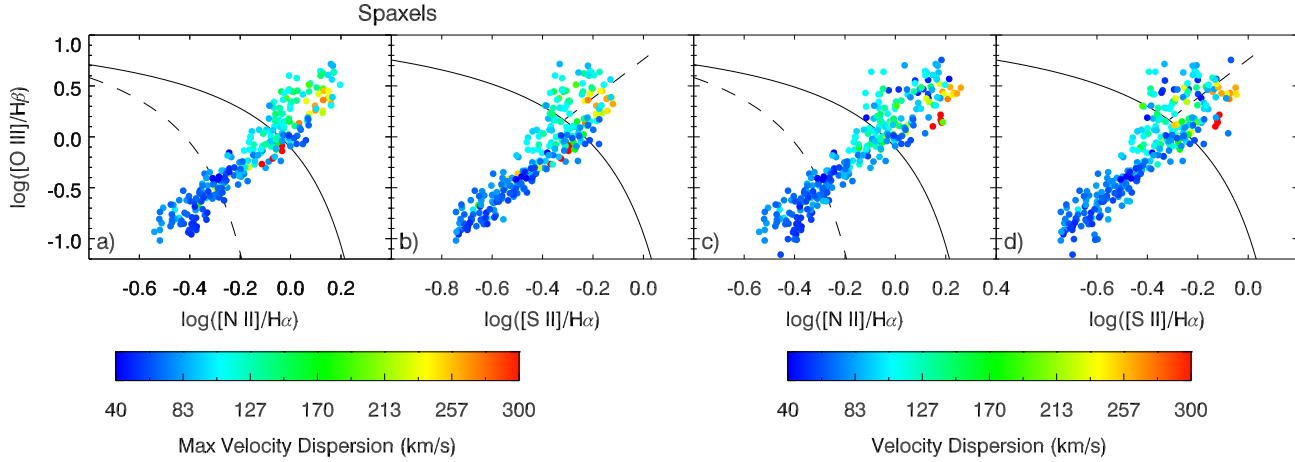 Spaxels
log([O III]/Hβ)
1.0
0.5
0.0
-0.5
-1.0
a)
b)
c)
d)
-0.6 -0.4 -0.2 0.0 0.2
-0.8 -0.6 -0.4 -0.2 0.0
-0.6 -0.4 -0.2 0.0 0.2 0.4
-0.8 -0.6 -0.4 -0.2 0.0
log([N II]/Hα)
log([S II]/Hα)
log([N II]/Hα)
log([S II]/Hα)
40 83 127 170 213 257 300
Max Velocity Dispersion (km/s)
40 83 127 170 213 257 300
Velocity Dispersion (km/s)